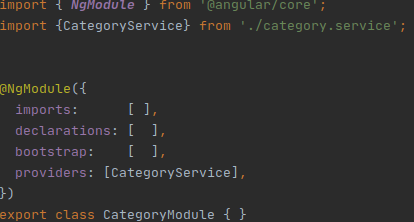 import { NgModule } from '@angular/core';
import {CategoryService} from './category.service';
@NgModule({
  imports:      [ ],
  declarations: [  ],
  bootstrap:    [  ],
  providers: [CategoryService],
})
export class CategoryModule { }